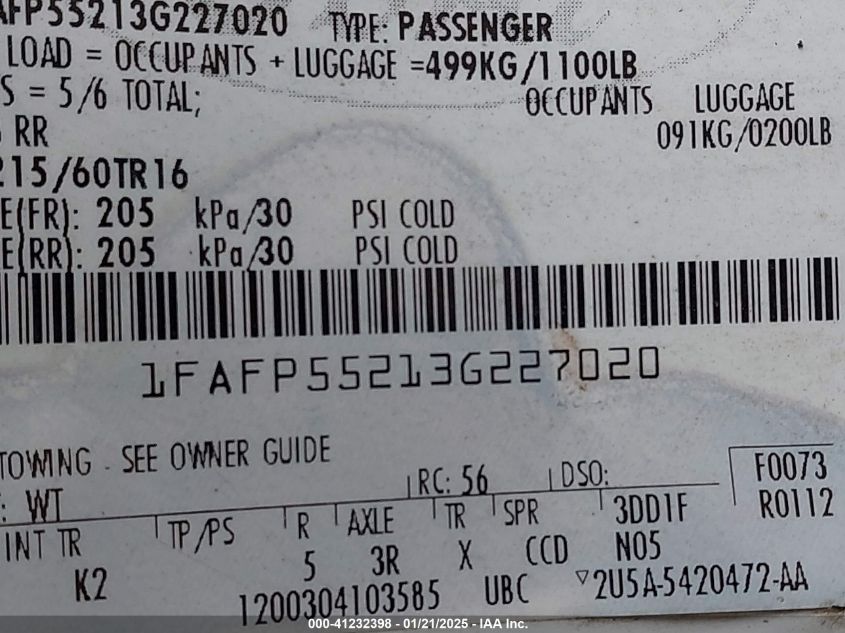 AFP55213G227020 TYPE: PASSENGER
LOAD = OCCUPANTS + LUGGAGE =499KG/1100LB
S = 5/6 TOTAL; OCCUPANTS LUGGAGE
RR 091KG/0200LB
215/60TR16
E(FR): 205 kPa/30 PSI COLD
E(RR): 205 kPa/30 PSI COLD
1FAFP55213G227020
TOWING - SEE OWNER GUIDE
: WT RC: 56 DSO: F0073
INT TR TP/PS R AXLE TR SPR 3DD1F R0112
K2 5 3R X CCD N05
1200304103585 UBC ▽2U5A-5420472-AA
000-41232398 - 01/21/2025 - IAA Inc.